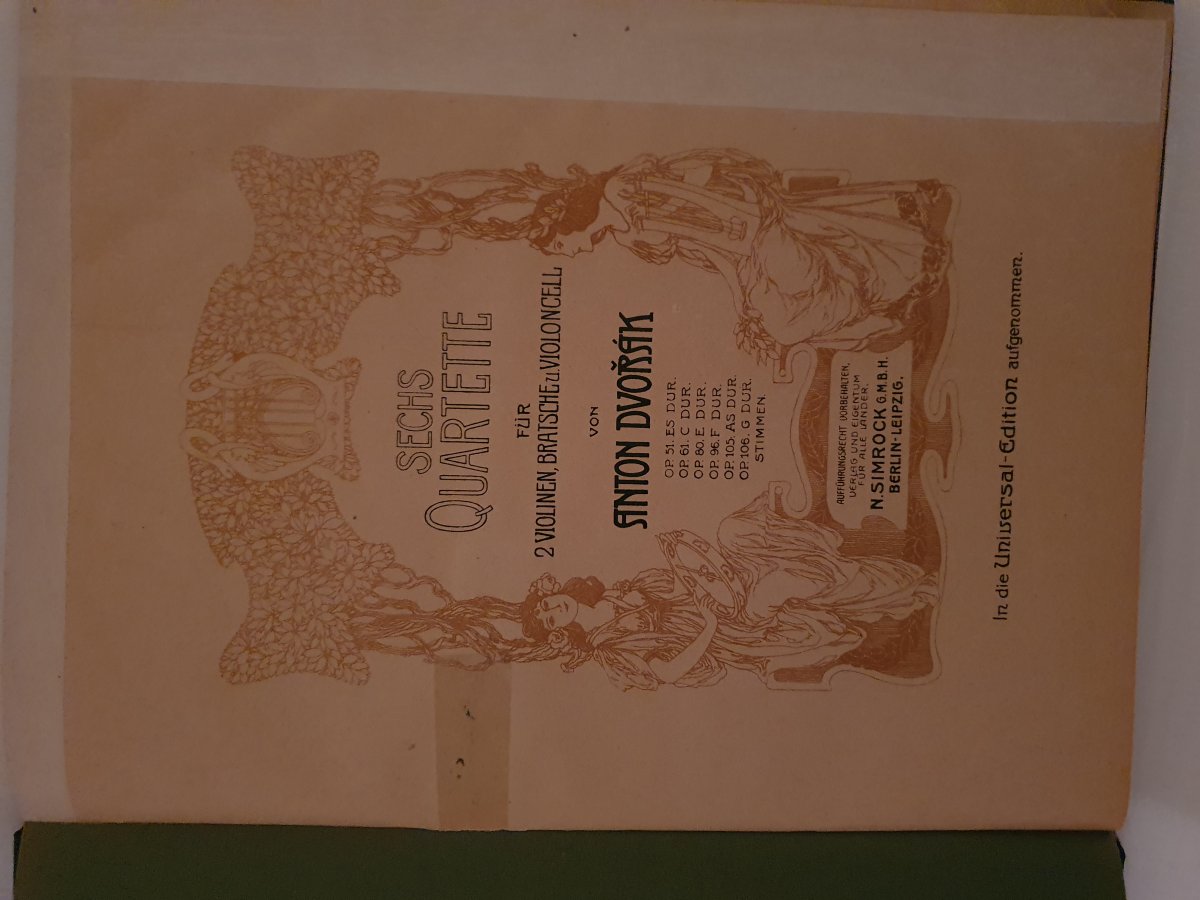 SECHS
QUARTETTE
FÜR
2 VIOLINEN, BRATSCHE u. VIOLONCELL
VON
ANTON DVOŘÁK
OP. 51. ES DUR.
OP. 61. C DUR.
OP. 80. E DUR.
OP. 96. F DUR.
OP. 105. AS DUR.
OP. 106. G DUR.
STIMMEN.
AUFFÜHRUNGSRECHT VORBEHALTEN.
VERLAG UND EIGENTUM
FÜR ALLE LÄNDER.
N. SIMROCK G.M.B.H.
BERLIN-LEIPZIG.
In die Universal-Edition aufgenommen.